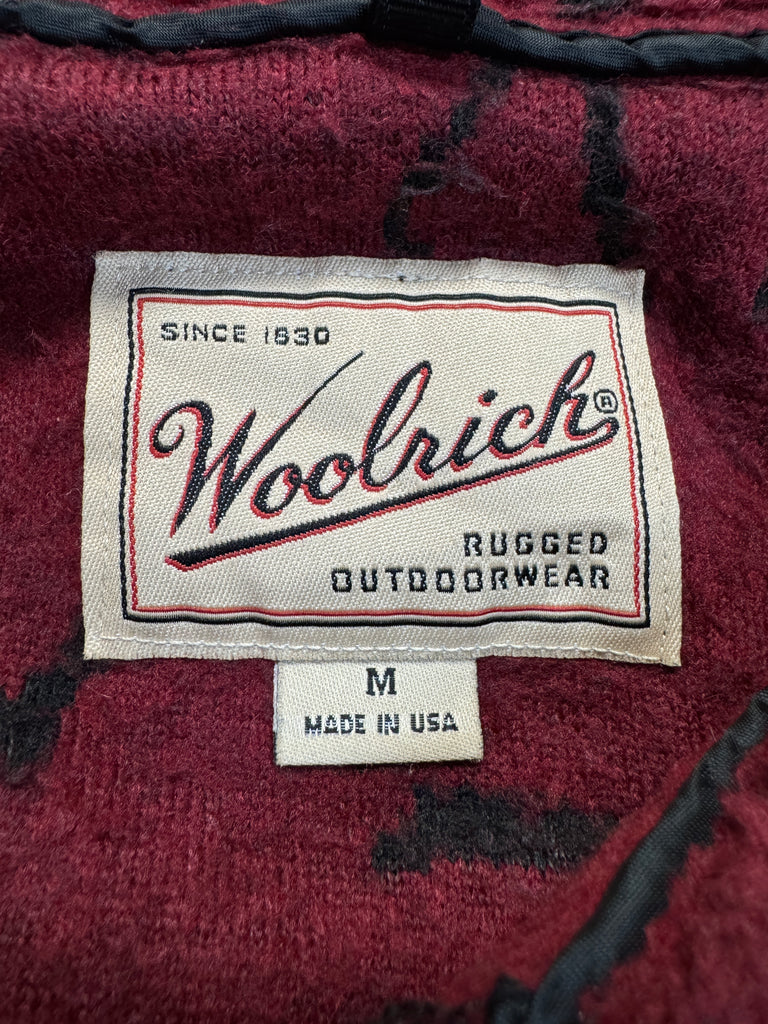 SINCE 1830
Woolrich®
RUGGED
OUTDOORWEAR
M
MADE IN USA